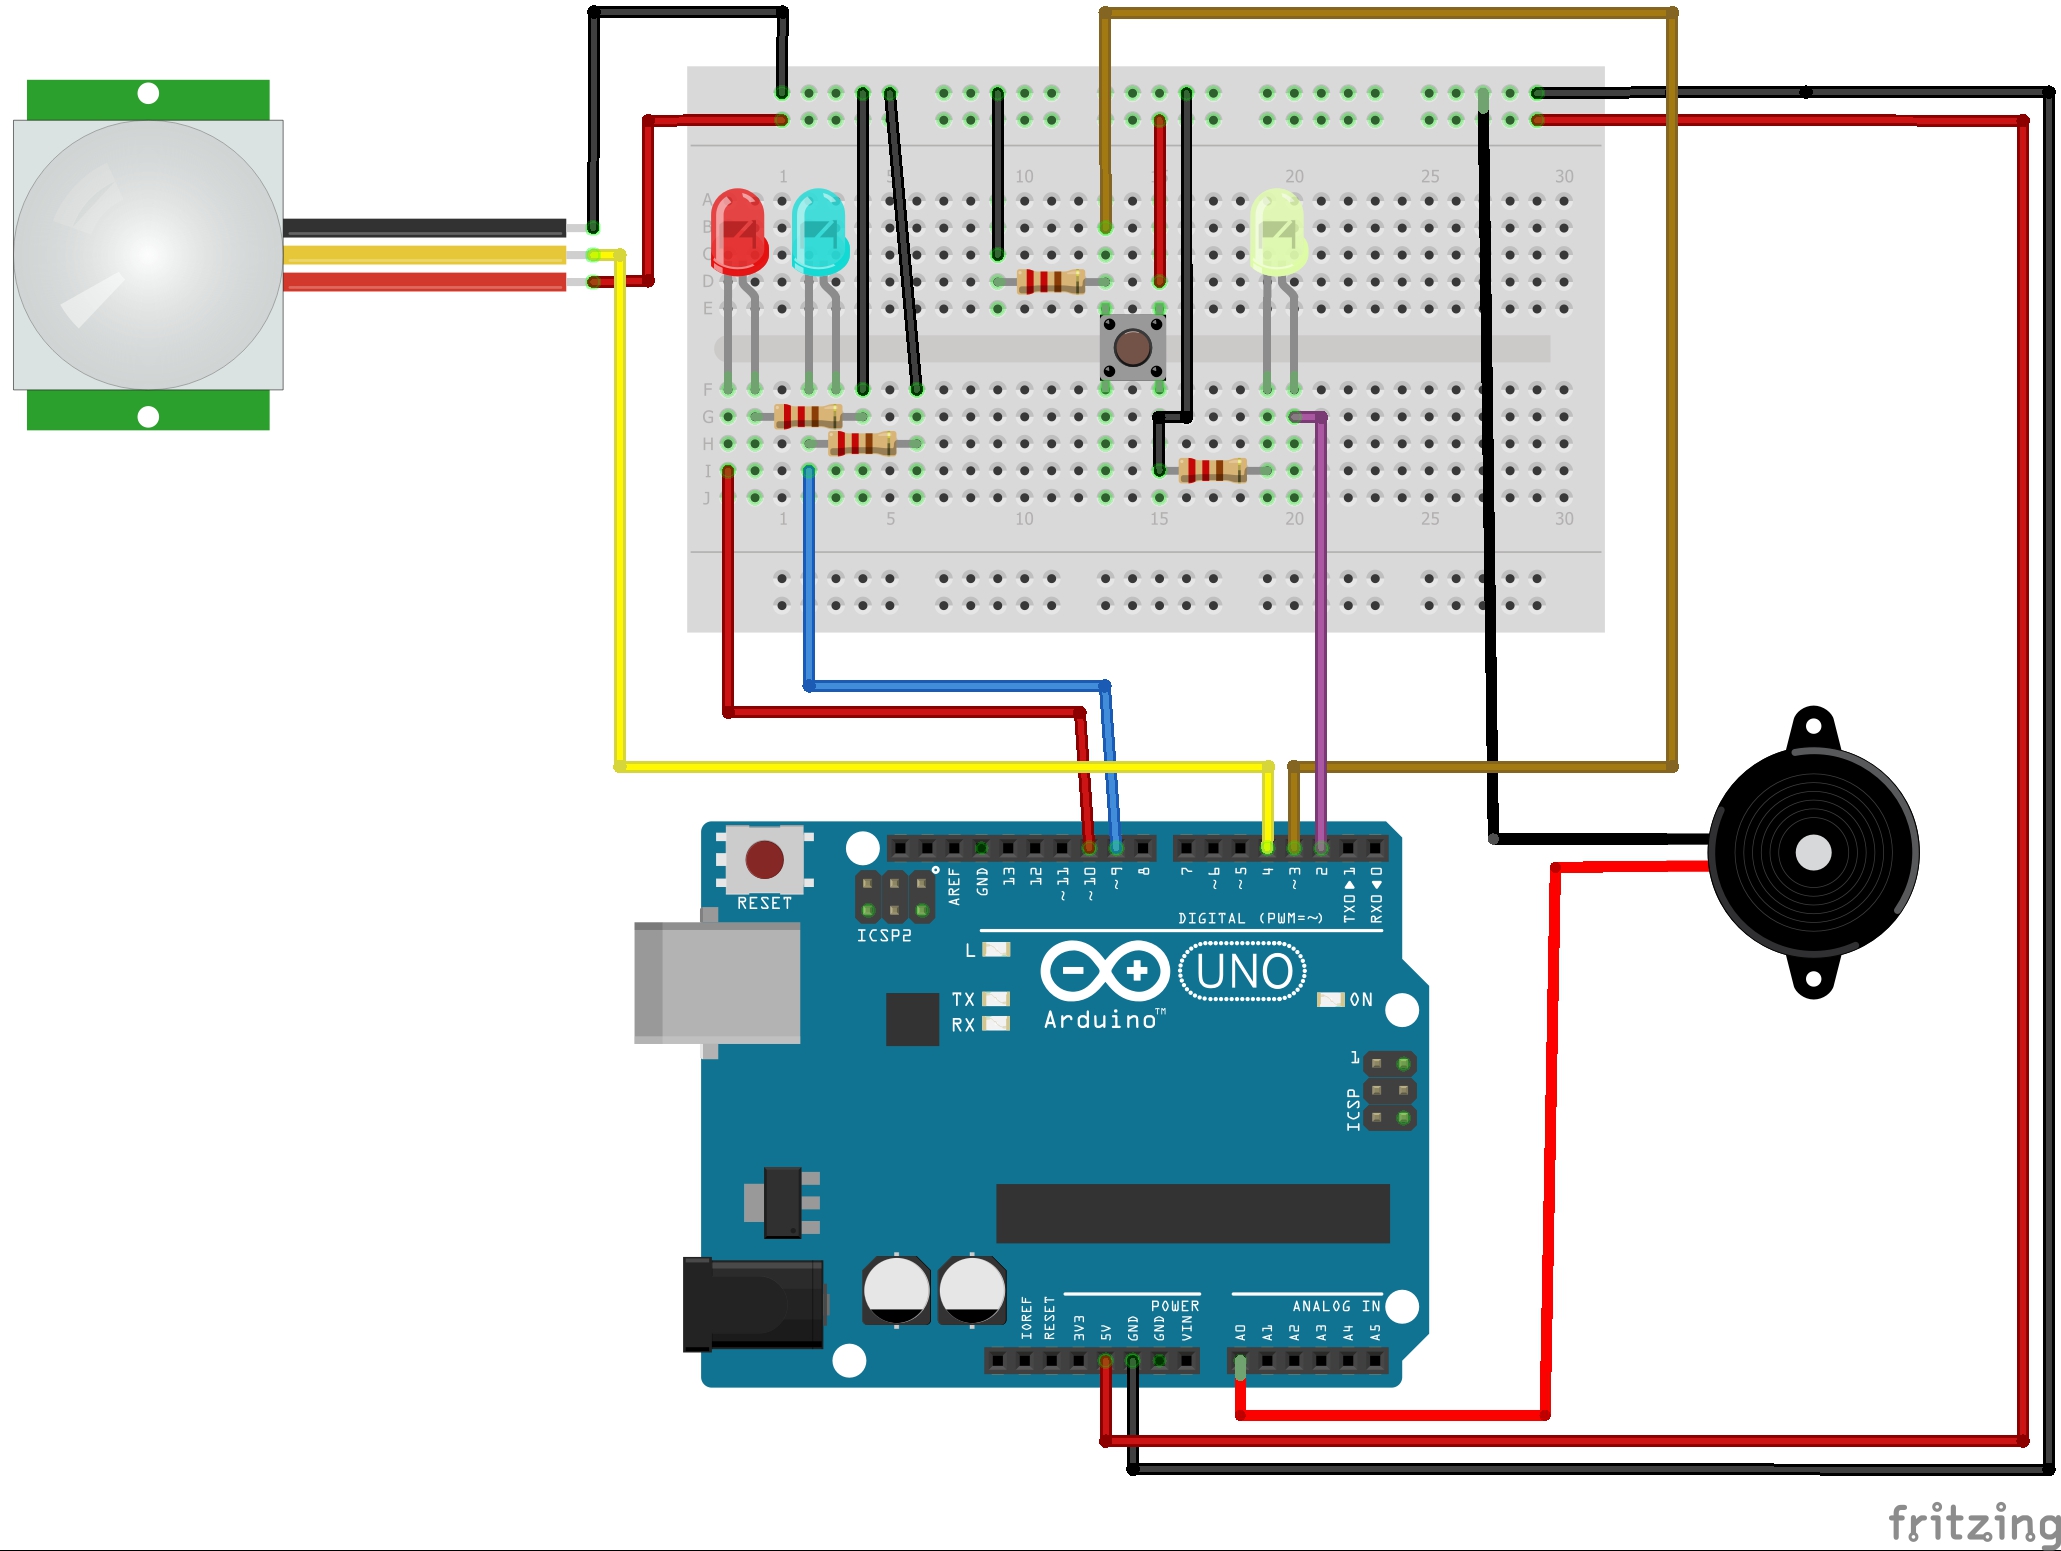 1 5 10 15 20 25 30
A
B
C
D
E
F
G
H
I
J
1 5 10 15 20 25 30
RESET
ICSP2
AREF
GND
13
12
~11
~10
~9
8
7
~6
~5
4
~3
2
TX0▶1
RX0◀0
DIGITAL (PWM=~)
L
TX
RX
UNO
ON
Arduino™
1
ICSP
POWER
ANALOG IN
IOREF
RESET
3V3
5V
GND
GND
VIN
A0
A1
A2
A3
A4
A5
fritzing